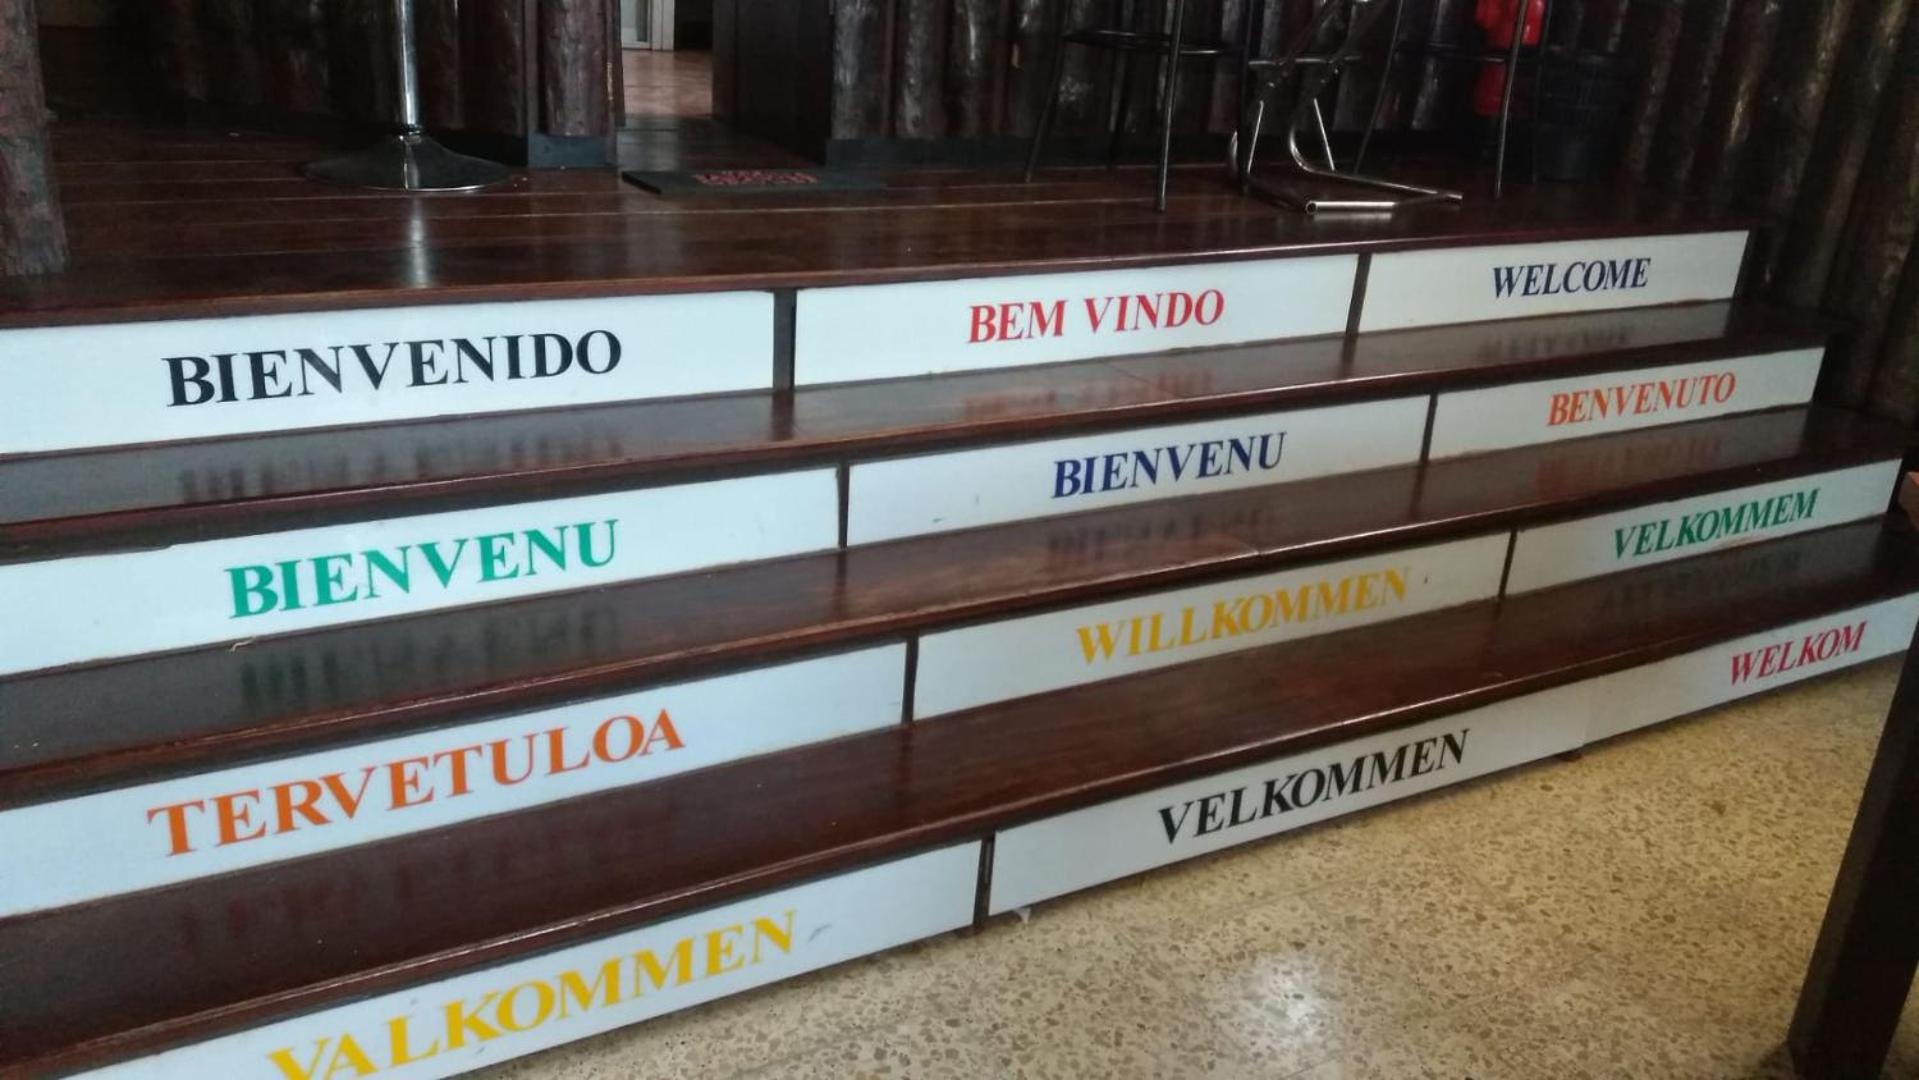 BIENVENIDO BEM VINDO WELCOME
BIENVENU BIENVENU BENVENUTO
TERVETULOA WILLKOMMEN VELKOMMEM
VALKOMMEN VELKOMMEN WELKOM